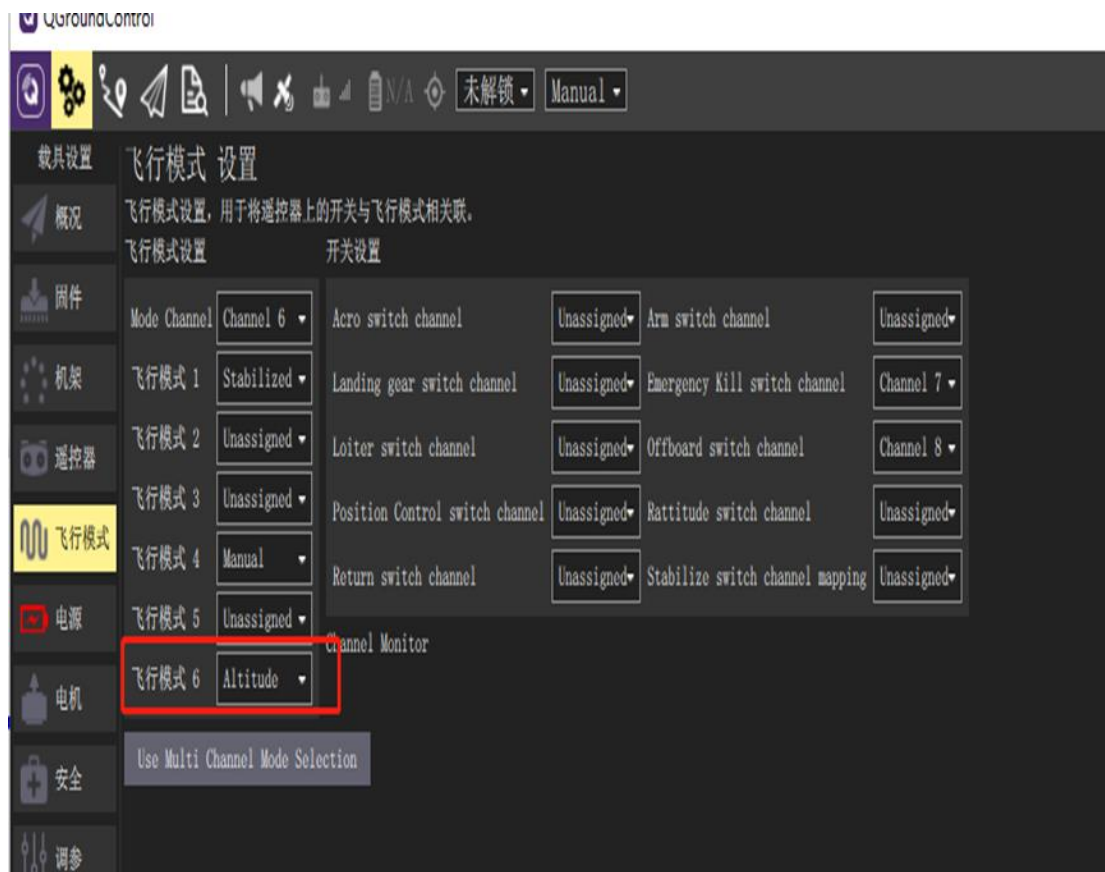 QGroundControl
N/A 未解锁 Manual
载具设置
概况
固件
机架
遥控器
飞行模式
电源
电机
安全
调参
飞行模式 设置
飞行模式设置，用于将遥控器上的开关与飞行模式相关联。
飞行模式设置
Mode Channel Channel 6
飞行模式 1 Stabilized
飞行模式 2 Unassigned
飞行模式 3 Unassigned
飞行模式 4 Manual
飞行模式 5 Unassigned
飞行模式 6 Altitude
Use Multi Channel Mode Selection
开关设置
Acro switch channel Unassigned Arm switch channel Unassigned
Landing gear switch channel Unassigned Emergency Kill switch channel Channel 7
Loiter switch channel Unassigned Offboard switch channel Channel 8
Position Control switch channel Unassigned Rattitude switch channel Unassigned
Return switch channel Unassigned Stabilize switch channel mapping Unassigned
Channel Monitor